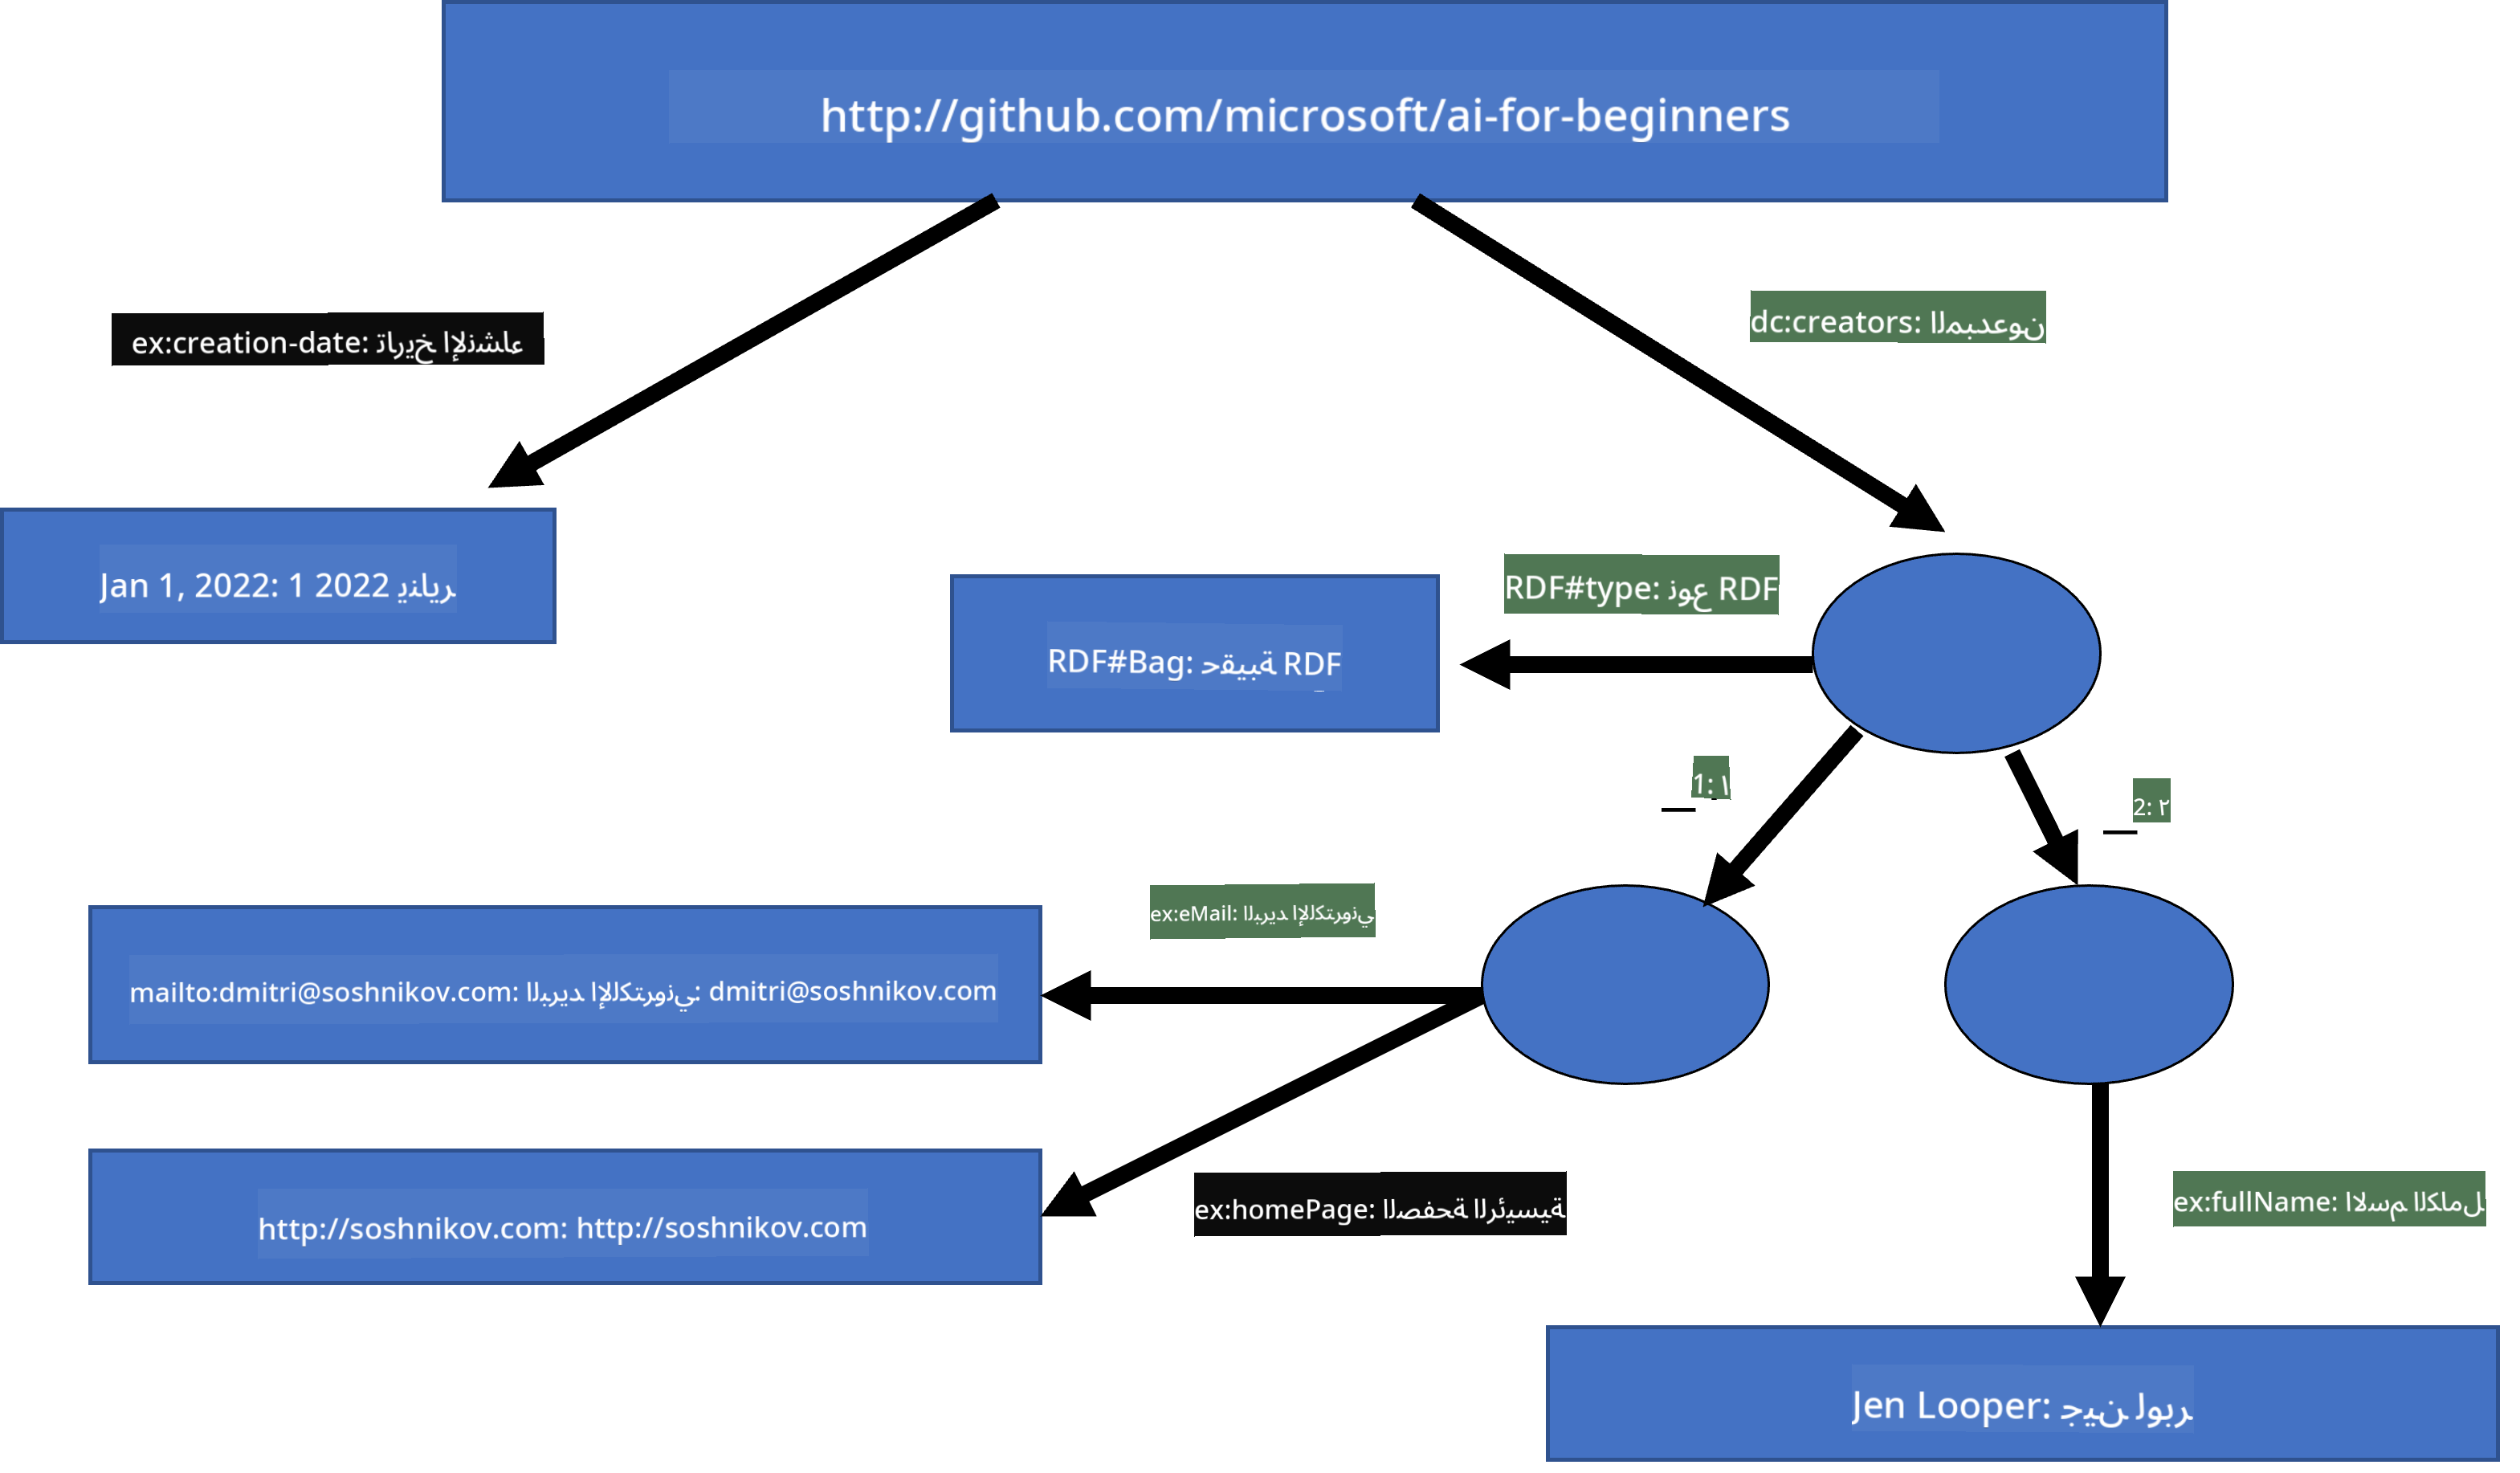 http://github.com/microsoft/ai-for-beginners
ex:creation-date: تاريخ الإنشاء
dc:creators: المبدعون
Jan 1, 2022: 1 2022 يناير
RDF#type: نوع RDF
RDF#Bag: حقيبة RDF
_1: ١
_2: ٢
ex:eMail: البريد الإلكتروني
mailto:dmitri@soshnikov.com: البريد الإلكتروني: dmitri@soshnikov.com
ex:homePage: الصفحة الرئيسية
http://soshnikov.com: http://soshnikov.com
ex:fullName: الاسم الكامل
Jen Looper: جين لوبر